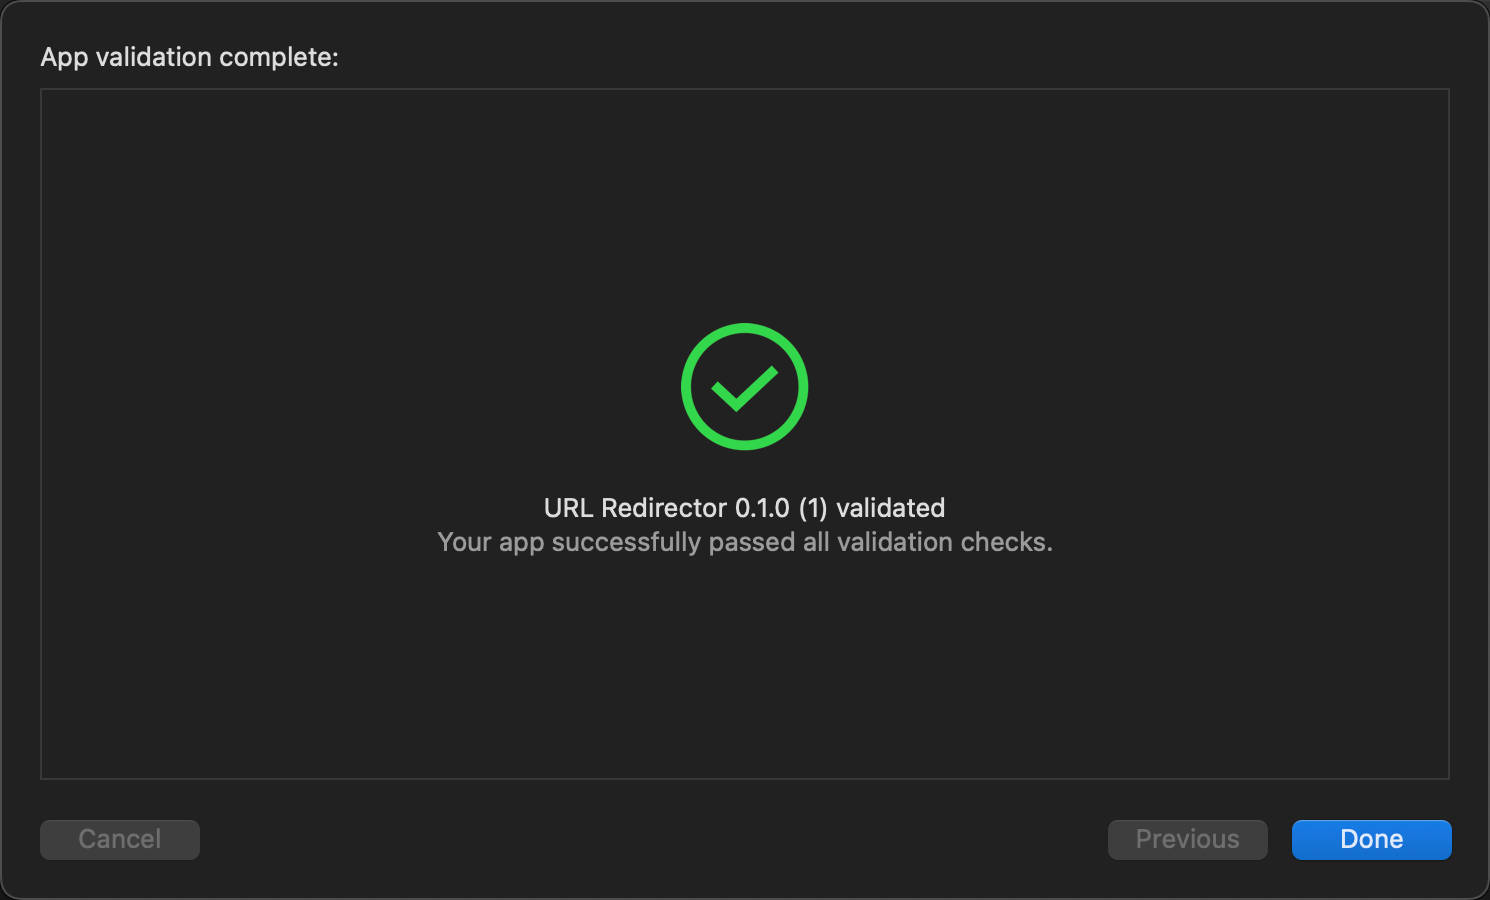 App validation complete:
URL Redirector 0.1.0 (1) validated
Your app successfully passed all validation checks.
Cancel
Previous
Done